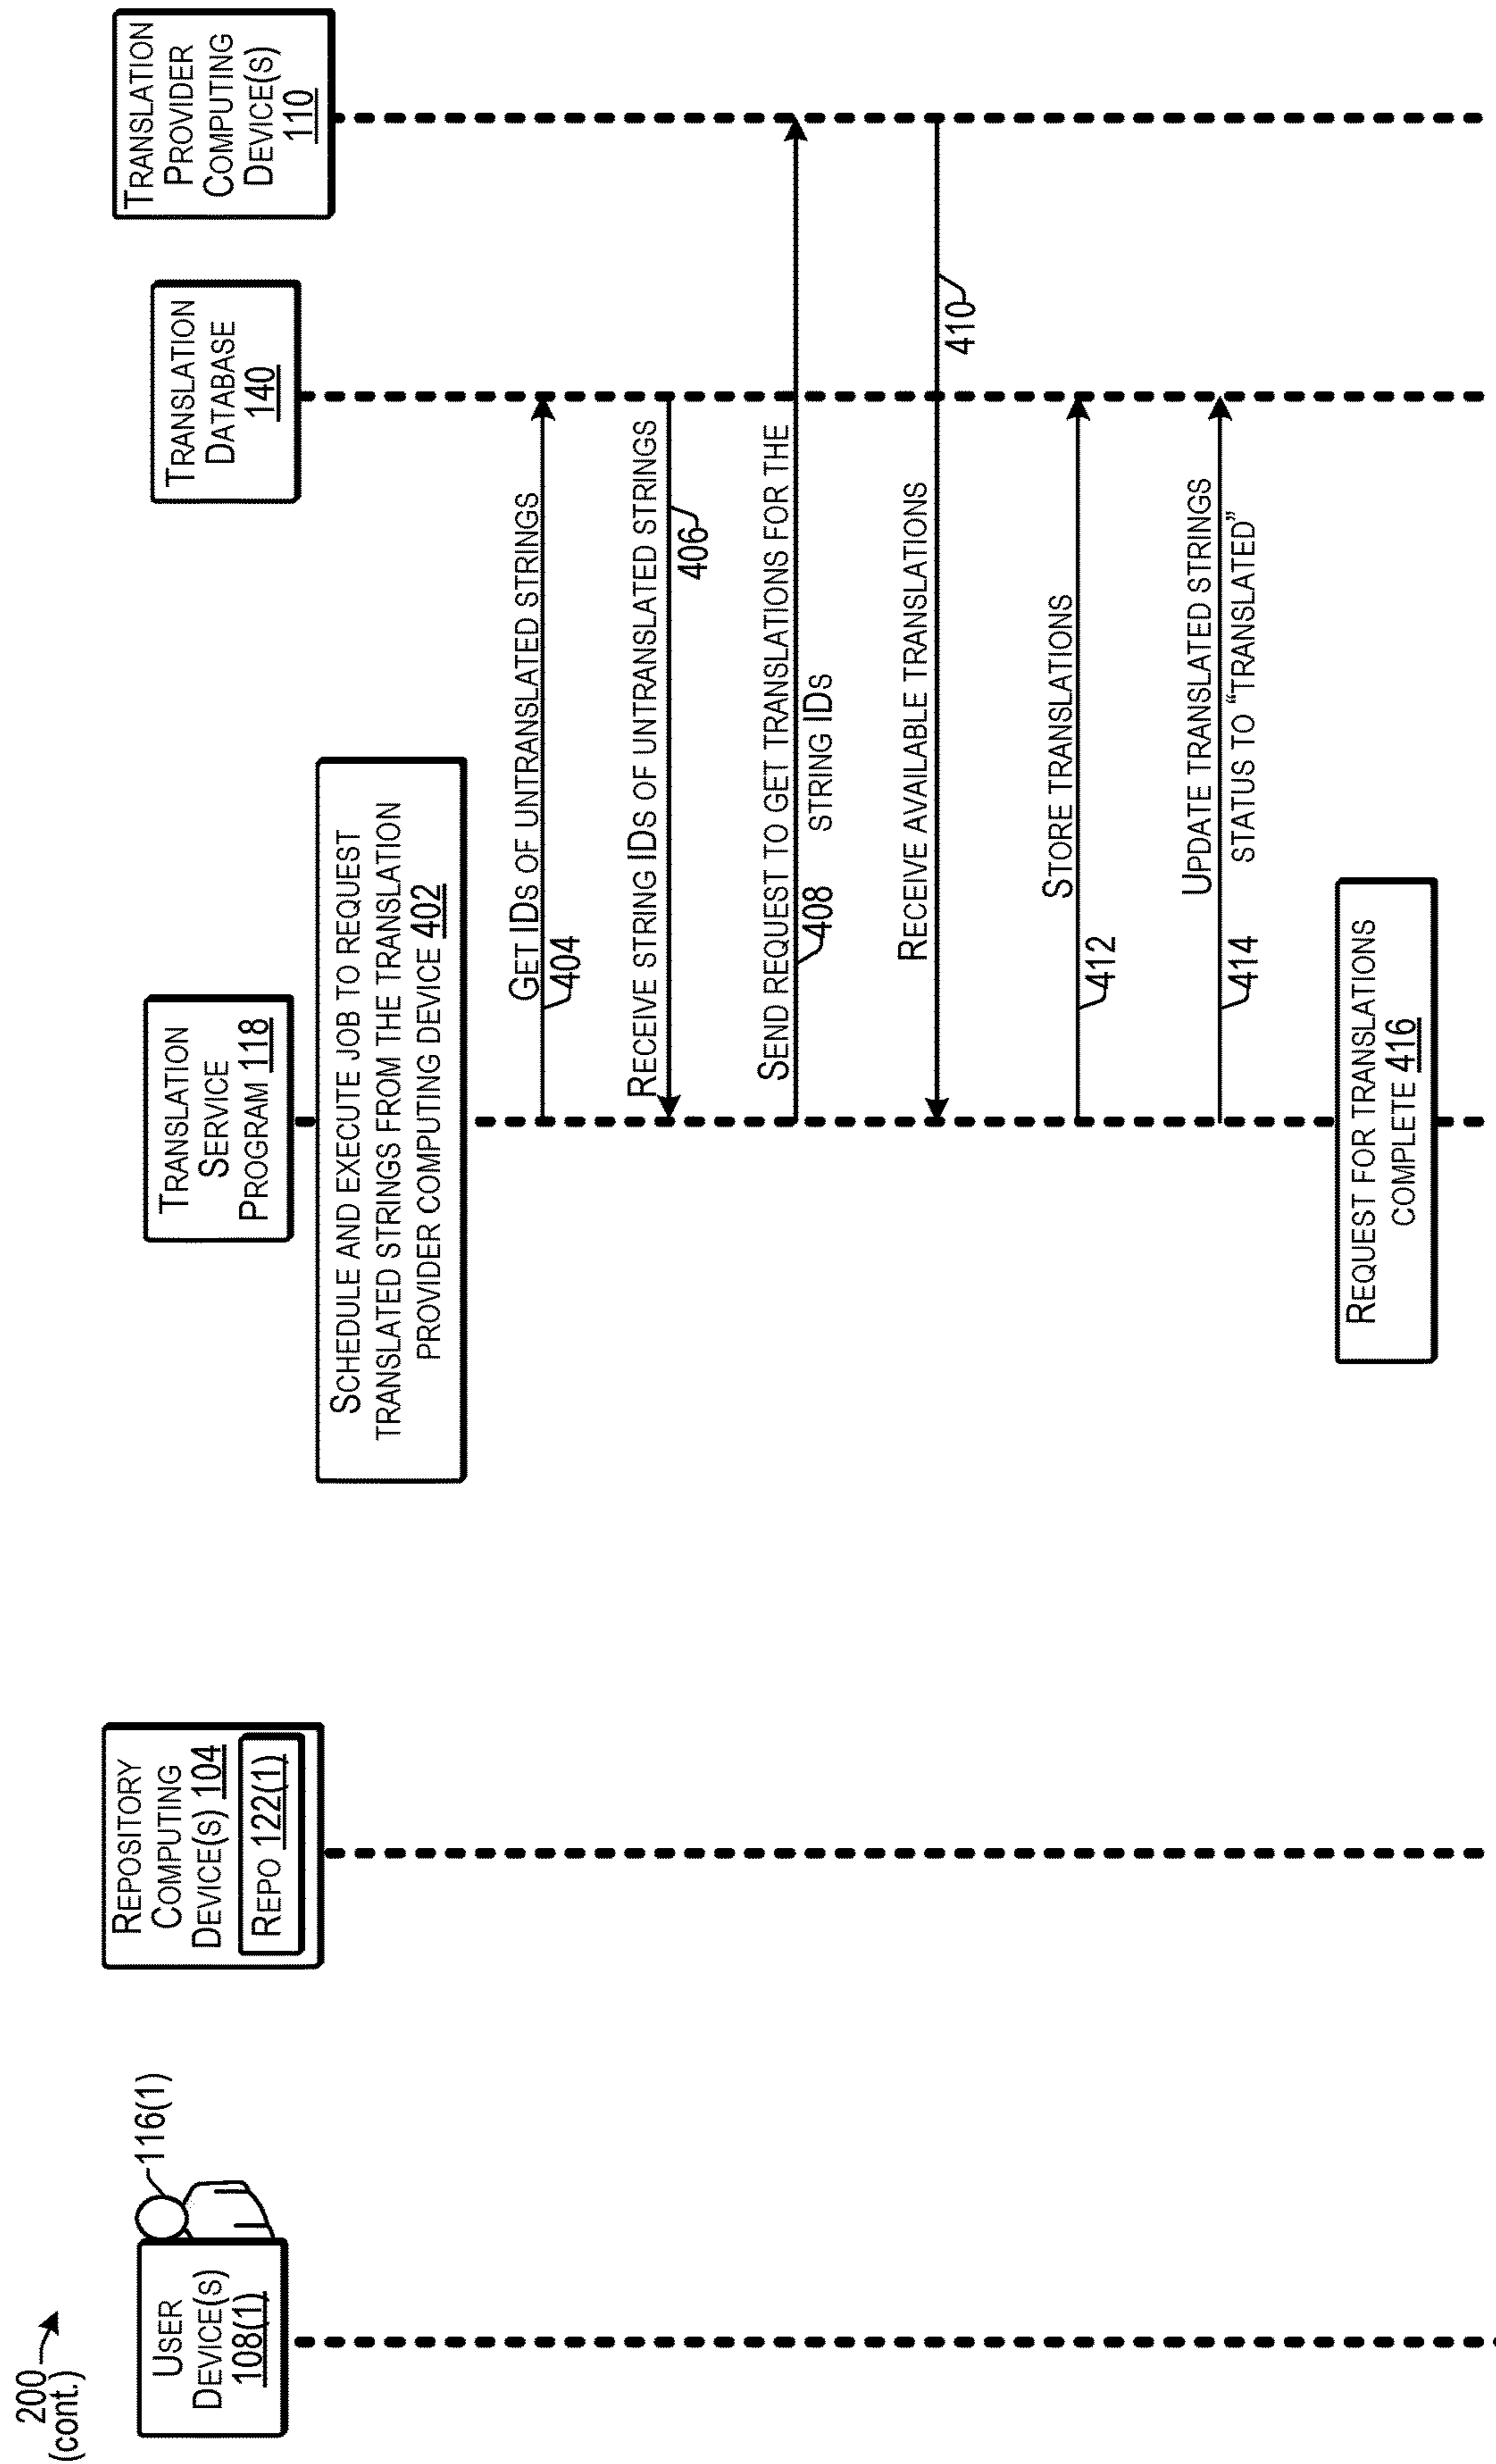 200
(cont.)
USER
DEVICE(S)
108(1)
116(1)
REPOSITORY
COMPUTING
DEVICE(S) 104
REPO 122(1)
TRANSLATION
SERVICE
PROGRAM 118
TRANSLATION
DATABASE
140
TRANSLATION
PROVIDER
COMPUTING
DEVICE(S)
110
SCHEDULE AND EXECUTE JOB TO REQUEST
TRANSLATED STRINGS FROM THE TRANSLATION
PROVIDER COMPUTING DEVICE 402
GET IDS OF UNTRANSLATED STRINGS
404
RECEIVE STRING IDS OF UNTRANSLATED STRINGS
406
SEND REQUEST TO GET TRANSLATIONS FOR THE
408
STRING IDS
RECEIVE AVAILABLE TRANSLATIONS
410
STORE TRANSLATIONS
412
UPDATE TRANSLATED STRINGS
414
STATUS TO “TRANSLATED”
REQUEST FOR TRANSLATIONS
COMPLETE 416